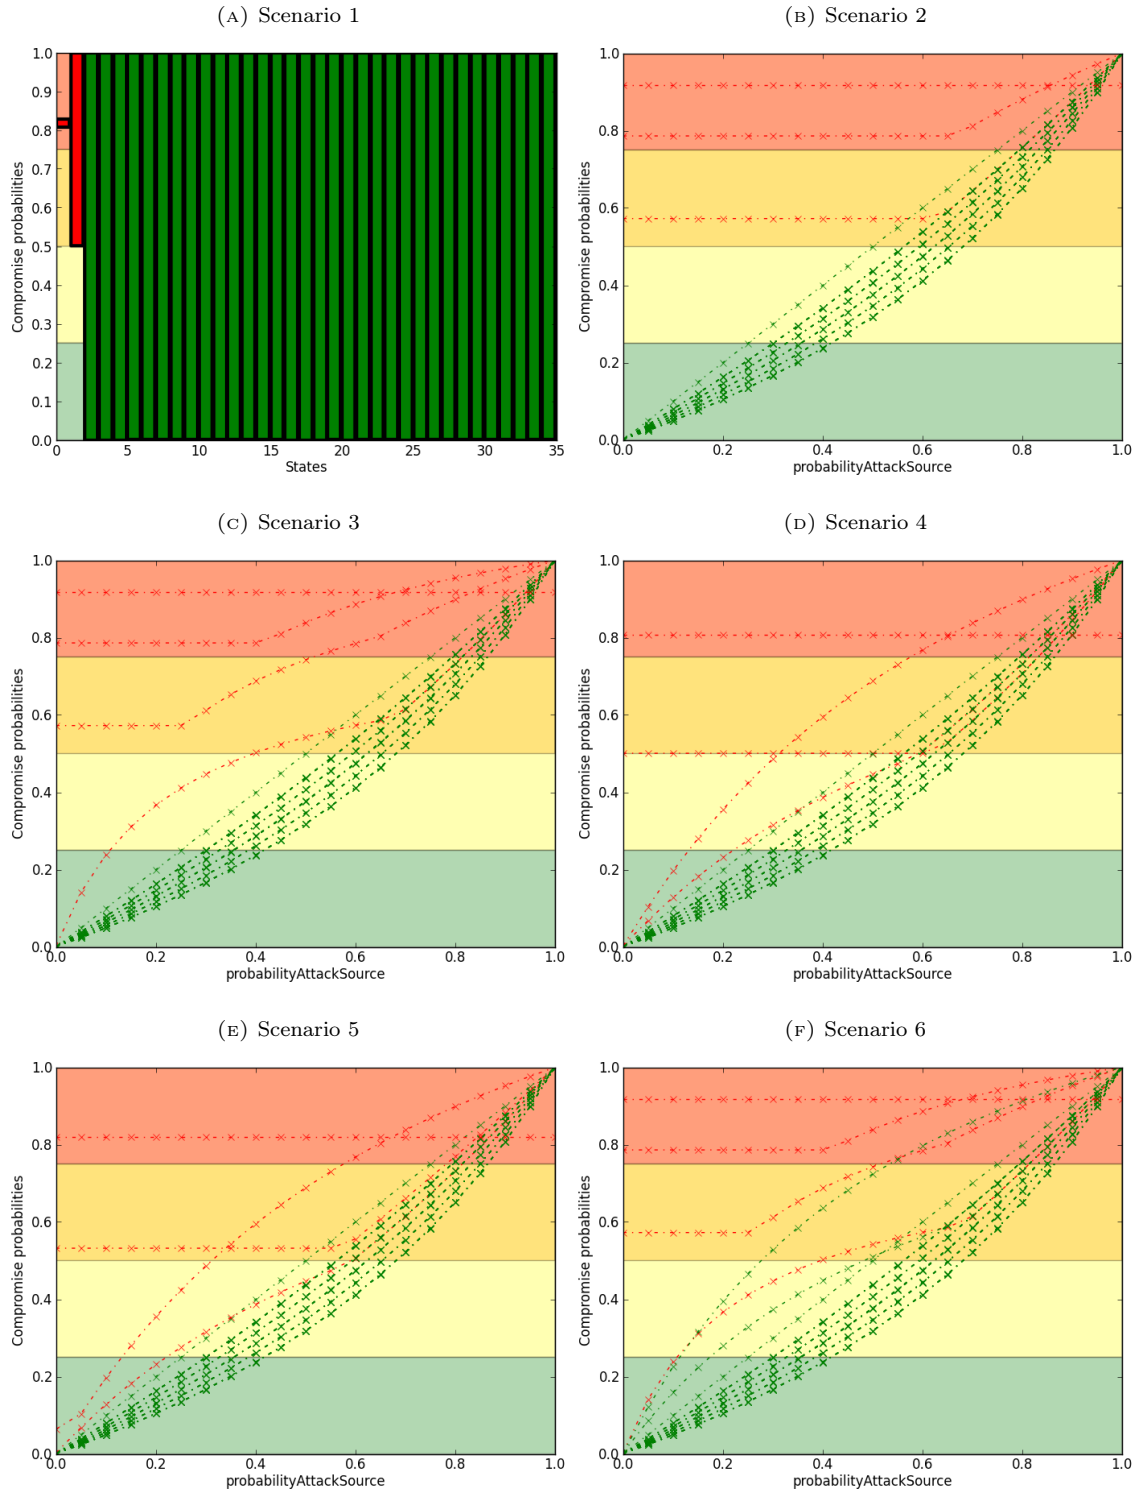 (A) Scenario 1
(B) Scenario 2
1.0
0.9
0.8
0.7
0.6
0.5
0.4
0.3
0.2
0.1
0.0
Compromise probabilities
0 5 10 15 20 25 30 35
States
1.0
0.8
0.6
0.4
0.2
0.0
Compromise probabilities
0.0 0.2 0.4 0.6 0.8 1.0
probabilityAttackSource
(C) Scenario 3
(D) Scenario 4
1.0
0.8
0.6
0.4
0.2
0.0
Compromise probabilities
0.0 0.2 0.4 0.6 0.8 1.0
probabilityAttackSource
1.0
0.8
0.6
0.4
0.2
0.0
Compromise probabilities
0.0 0.2 0.4 0.6 0.8 1.0
probabilityAttackSource
(E) Scenario 5
(F) Scenario 6
1.0
0.8
0.6
0.4
0.2
0.0
Compromise probabilities
0.0 0.2 0.4 0.6 0.8 1.0
probabilityAttackSource
1.0
0.8
0.6
0.4
0.2
0.0
Compromise probabilities
0.0 0.2 0.4 0.6 0.8 1.0
probabilityAttackSource